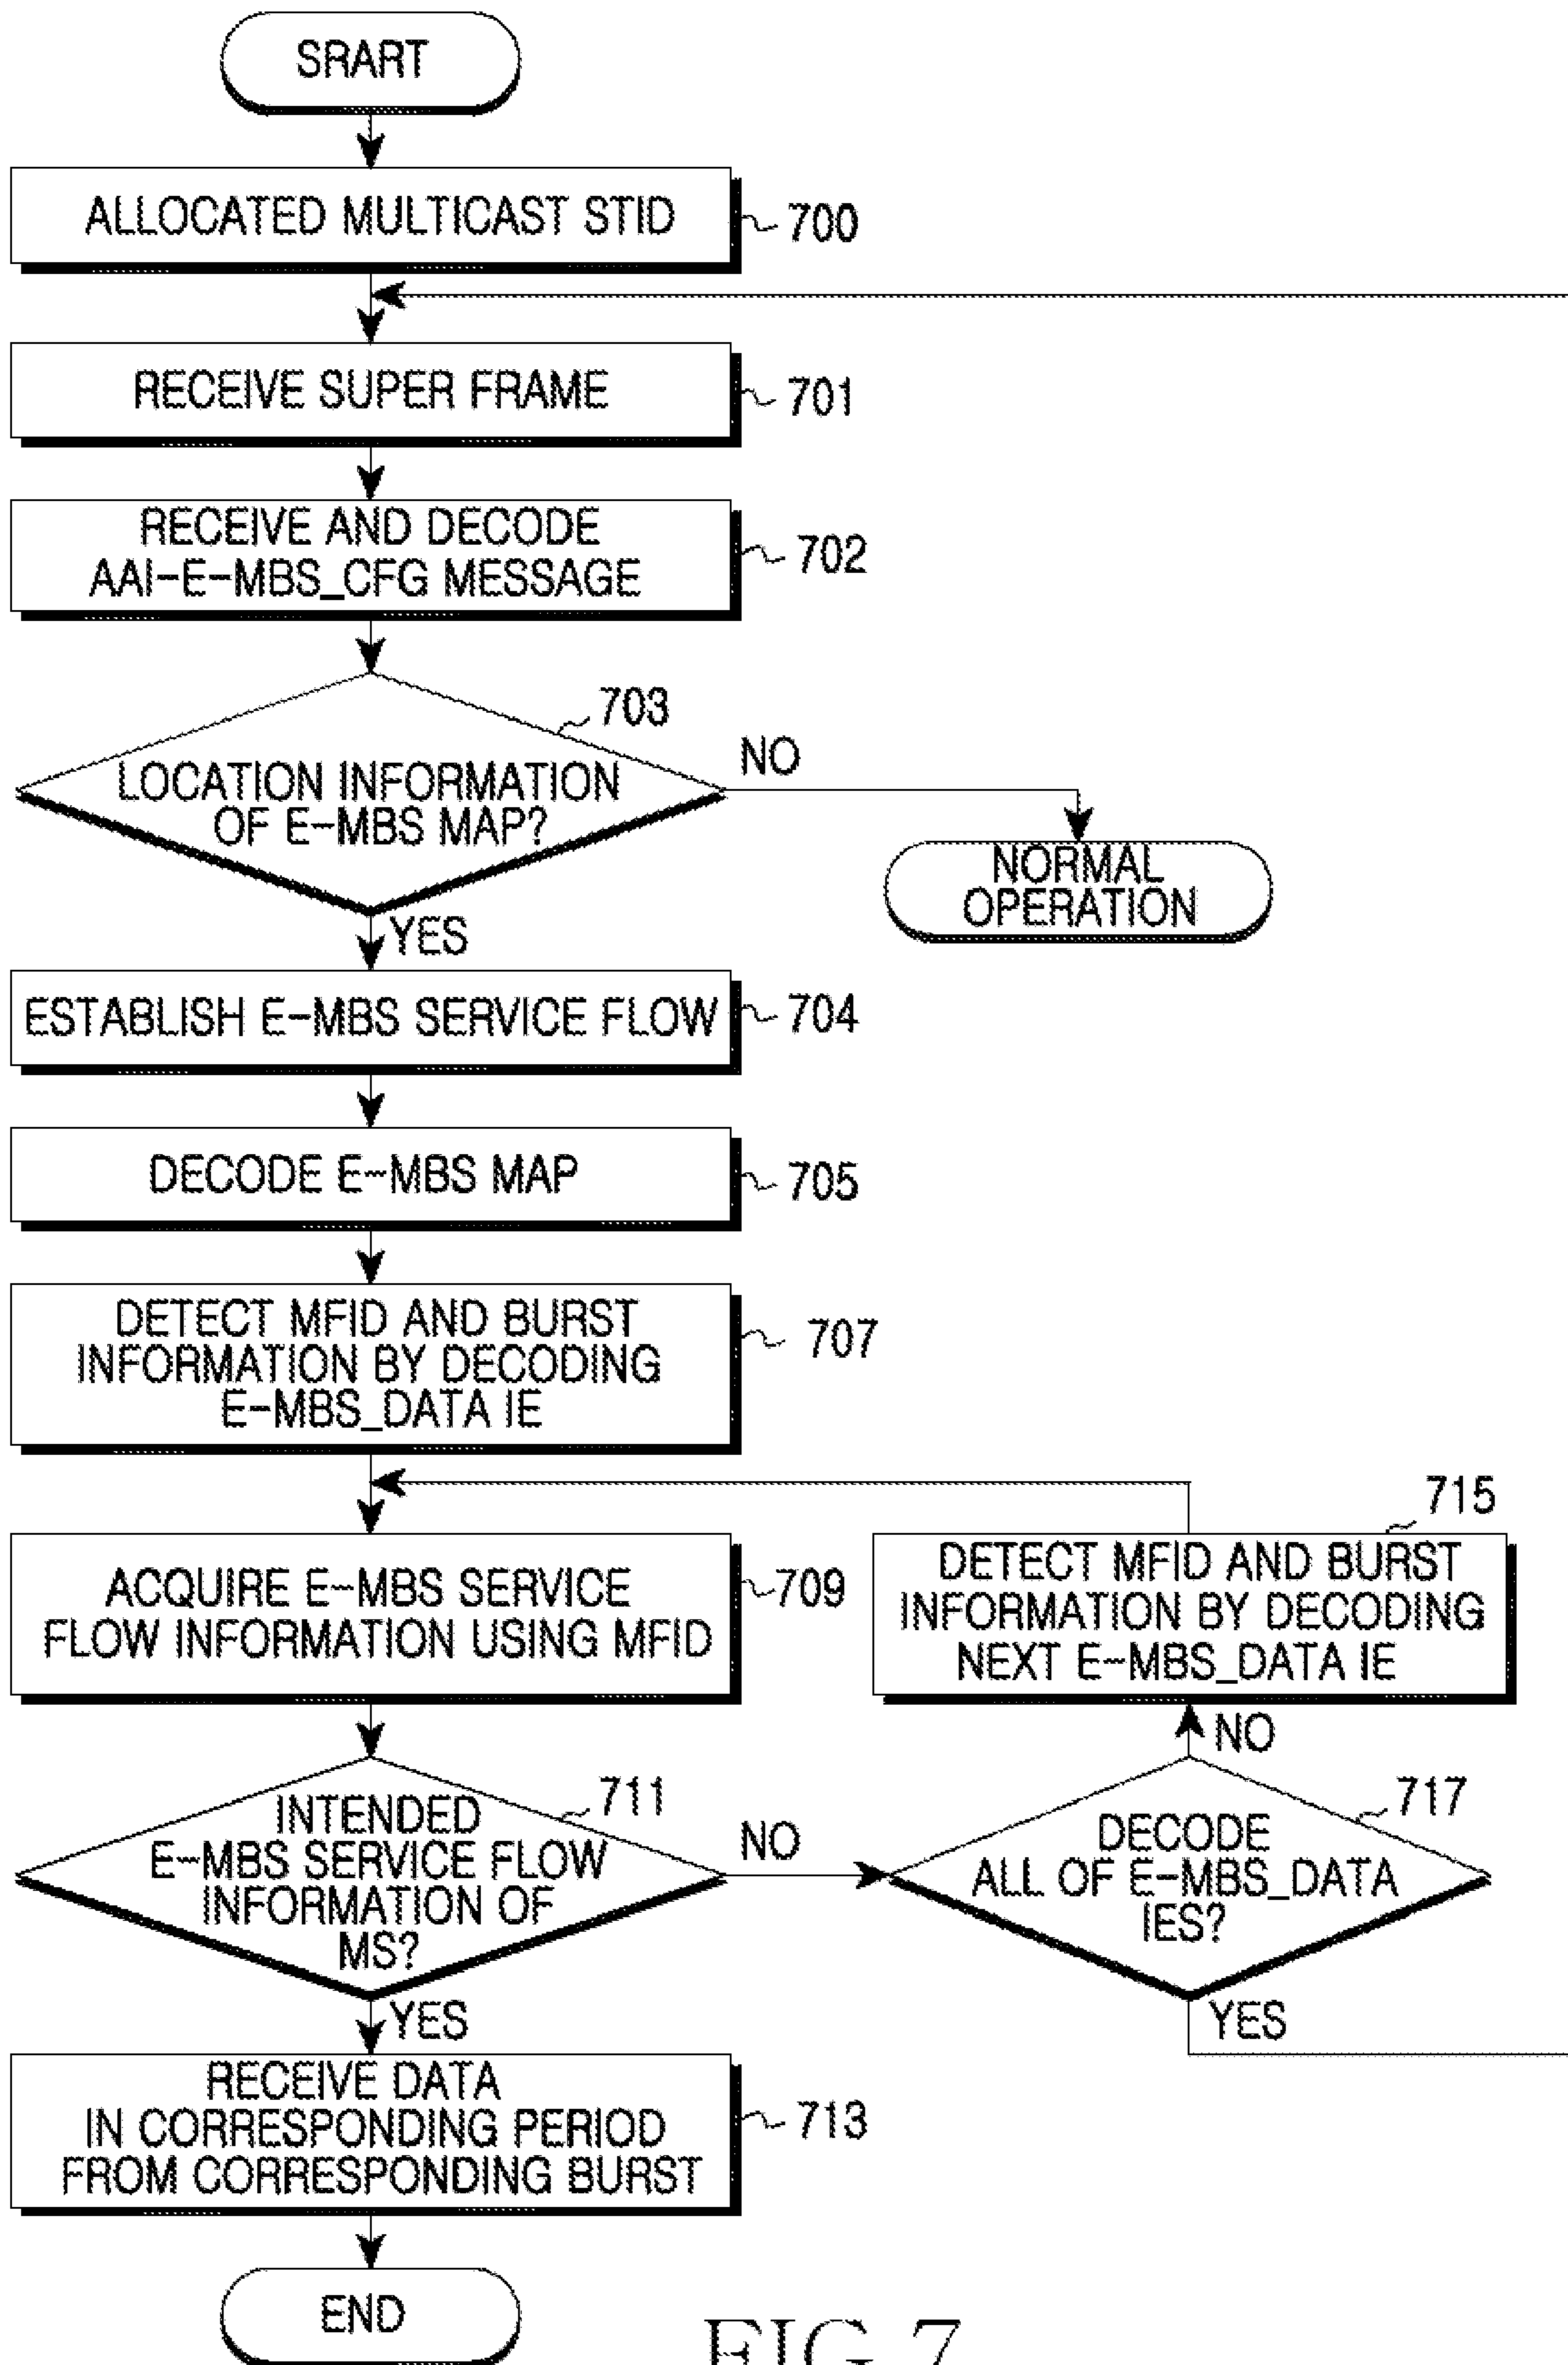 SRART
ALLOCATED MULTICAST STID
700
RECEIVE SUPER FRAME
701
RECEIVE AND DECODE
AAI-E-MBS_CFG MESSAGE
702
703
LOCATION INFORMATION
OF E-MBS MAP?
NO
NORMAL
OPERATION
YES
ESTABLISH E-MBS SERVICE FLOW
704
DECODE E-MBS MAP
705
DETECT MFID AND BURST
INFORMATION BY DECODING
E-MBS_DATA IE
707
ACQUIRE E-MBS SERVICE
FLOW INFORMATION USING MFID
709
715
DETECT MFID AND BURST
INFORMATION BY DECODING
NEXT E-MBS_DATA IE
NO
711
INTENDED
E-MBS SERVICE FLOW
INFORMATION OF
MS?
NO
717
DECODE
ALL OF E-MBS_DATA
IES?
YES
YES
RECEIVE DATA
IN CORRESPONDING PERIOD
FROM CORRESPONDING BURST
713
END
FIG.7